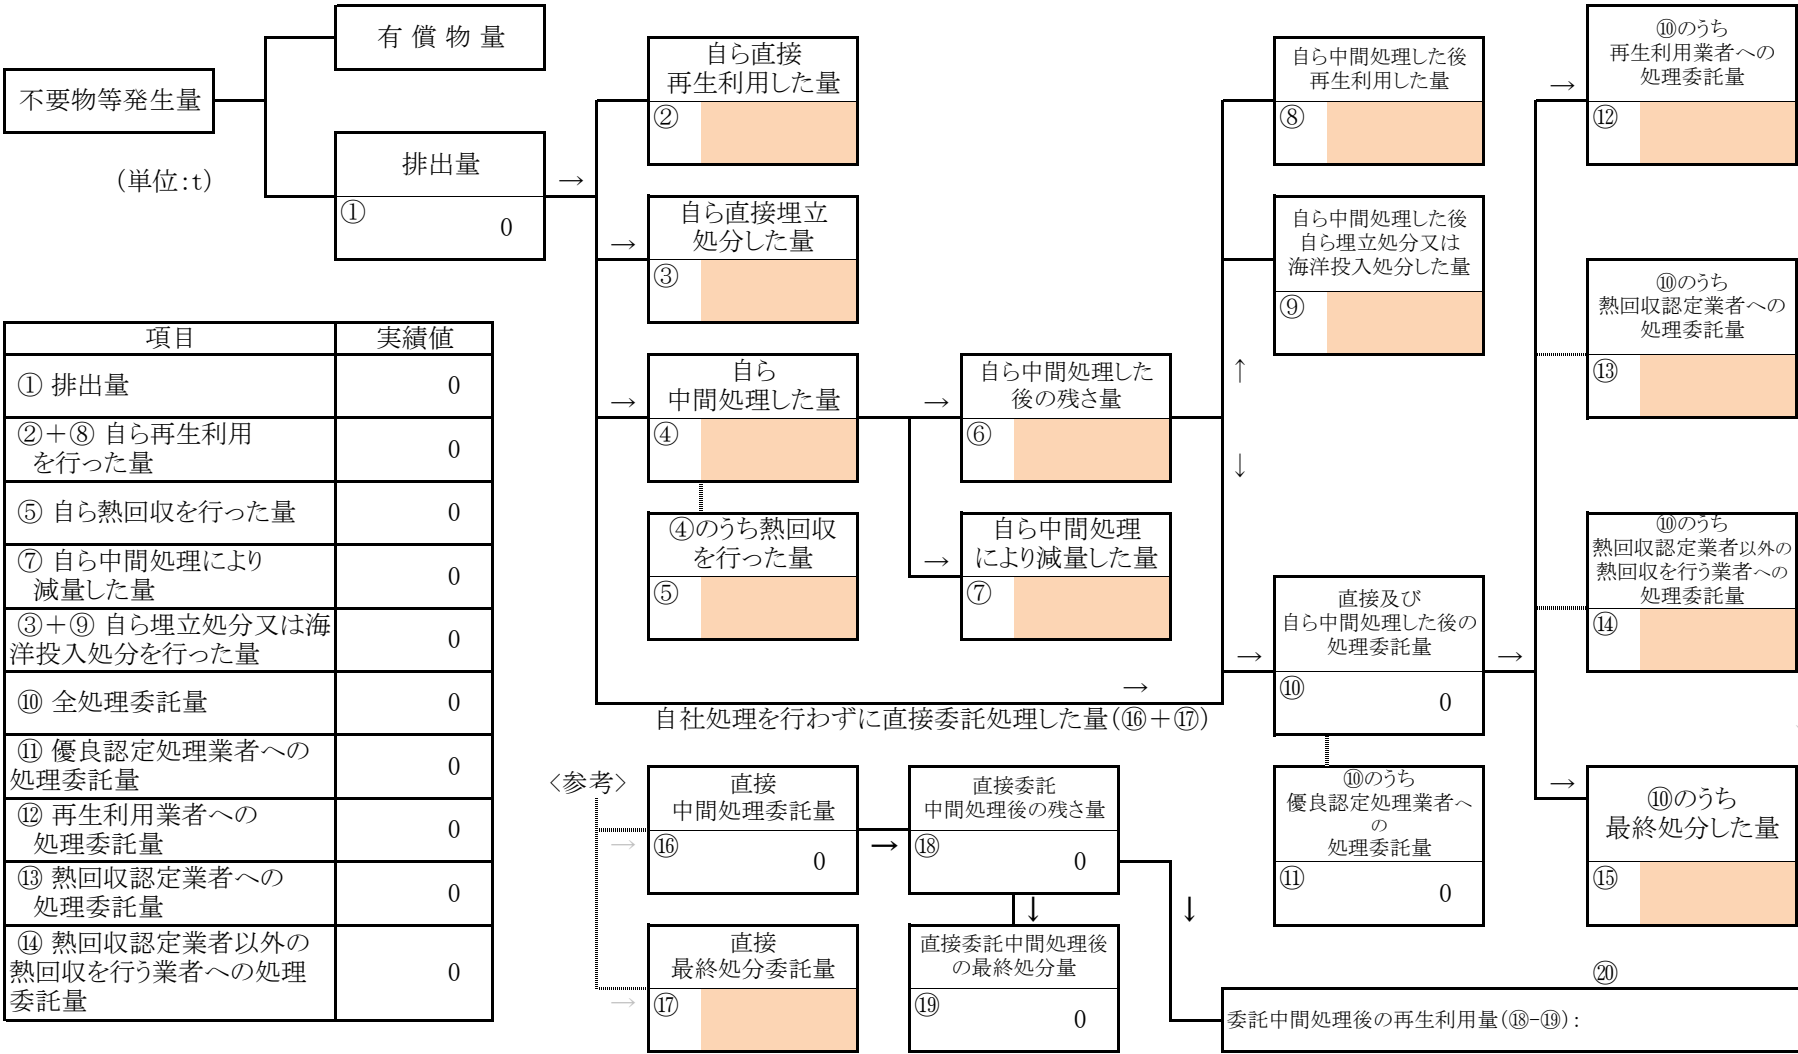 有 償 物 量
不要物等発生量
(単位:t)
排出量
→
①
0
自ら直接
再生利用した量
②
自ら直接埋立
処分した量
→
③
自ら
中間処理した量
→
④
④のうち熱回収
を行った量
⑤
自ら中間処理した
後の残さ量
→
⑥
自ら中間処理
により減量した量
→
⑦
自ら中間処理した後
再生利用した量
⑧
自ら中間処理した後
自ら埋立処分又は
海洋投入処分した量
⑨
↑
↓
直接及び
自ら中間処理した後の
処理委託量
→
⑩
0
→
→
自社処理を行わずに直接委託処理した量(⑯+⑰)
⑩のうち
優良認定処理業者へ
の
処理委託量
⑪
0
⑩のうち
再生利用業者への
処理委託量
→
⑫
⑩のうち
熱回収認定業者への
処理委託量
⑬
⑩のうち
熱回収認定業者以外の
熱回収を行う業者への
処理委託量
⑭
→
⑩のうち
最終処分した量
⑮
項目 実績値
① 排出量 0
②+⑧ 自ら再生利用
を行った量 0
⑤ 自ら熱回収を行った量 0
⑦ 自ら中間処理により
減量した量 0
③+⑨ 自ら埋立処分又は海
洋投入処分を行った量 0
⑩ 全処理委託量 0
⑪ 優良認定処理業者への
処理委託量 0
⑫ 再生利用業者への
処理委託量 0
⑬ 熱回収認定業者への
処理委託量 0
⑭ 熱回収認定業者以外の
熱回収を行う業者への処理
委託量 0
<参考>
直接
中間処理委託量
→
⑯
0
→
直接委託
中間処理後の残さ量
⑱
0
↓
↓
直接
最終処分委託量
→
⑰
直接委託中間処理後
の最終処分量
⑲
0
⑳
委託中間処理後の再生利用量(⑱-⑲):